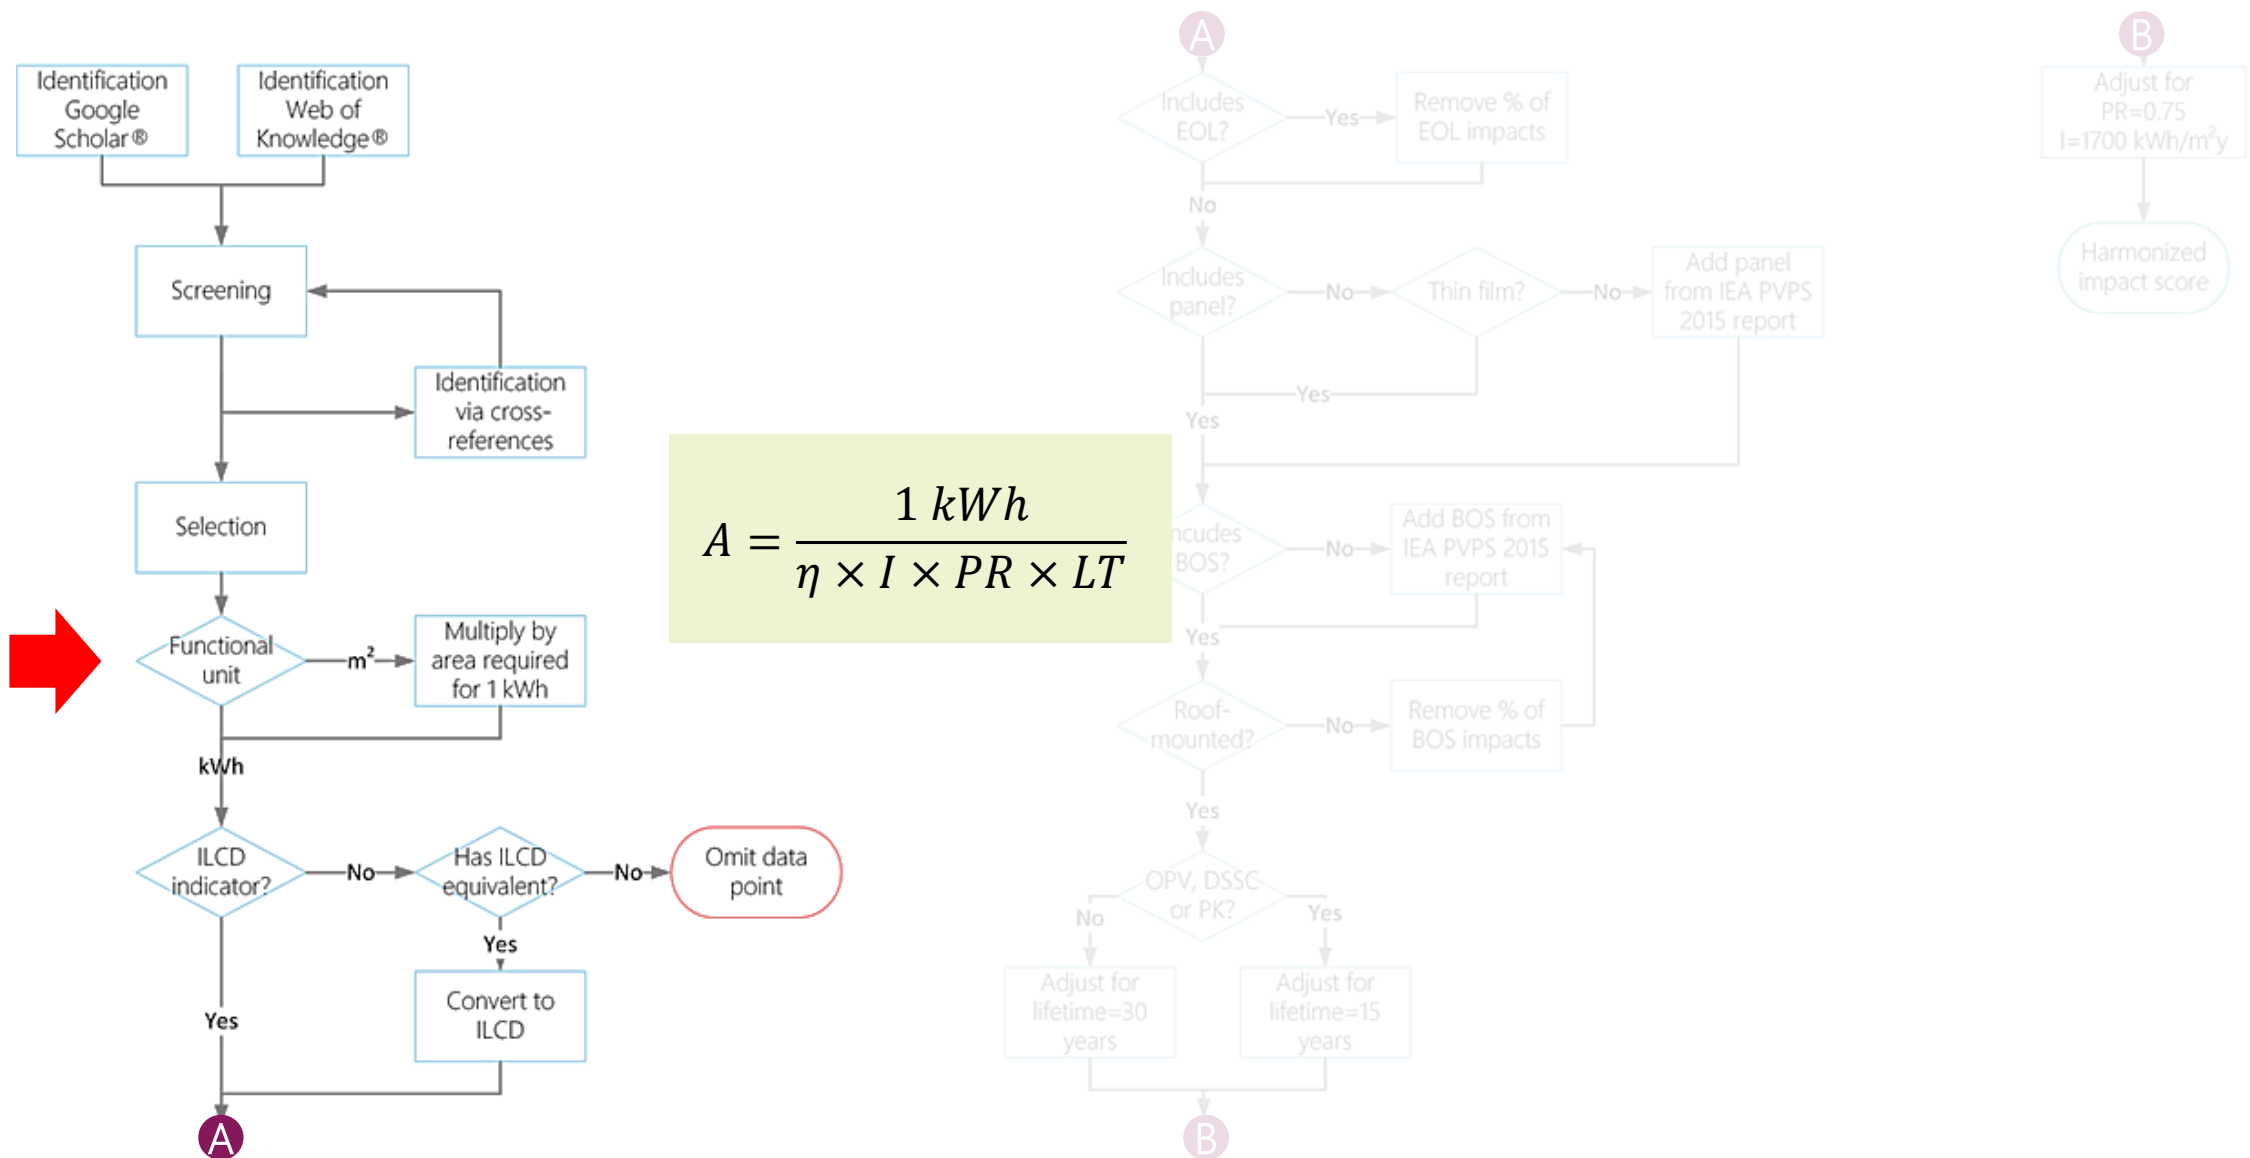 Identification
Google
Scholar®
Identification
Web of
Knowledge®
Screening
Identification
via cross-
references
Selection
Functional
unit
m²
Multiply by
area required
for 1 kWh
kWh
ILCD
indicator?
No
Has ILCD
equivalent?
No
Omit data
point
Yes
Convert to
ILCD
Yes
A
A = 1 kWh / η × I × PR × LT
A
Includes
EOL?
Yes
Remove % of
EOL impacts
No
Includes
panel?
No
Thin film?
No
Add panel
from IEA PVPS
2015 report
Yes
Yes
ncudes
BOS?
No
Add BOS from
IEA PVPS 2015
report
Yes
Roof-
mounted?
No
Remove % of
BOS impacts
Yes
OPV, DSSC
or PK?
No
Yes
Adjust for
lifetime=30
years
Adjust for
lifetime=15
years
B
B
Adjust for
PR=0.75
I=1700 kWh/m²y
Harmonized
impact score